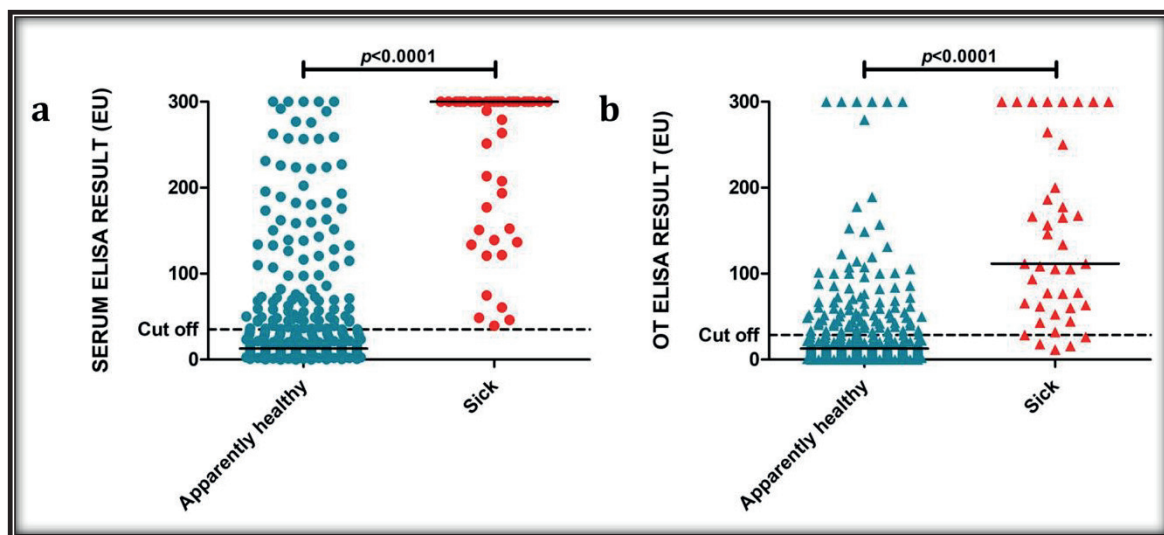 a
p<0.0001
SERUM ELISA RESULT (EU)
300
200
100
Cut off
0
Apparently healthy
Sick
b
p<0.0001
OT ELISA RESULT (EU)
300
200
100
Cut off
0
Apparently healthy
Sick